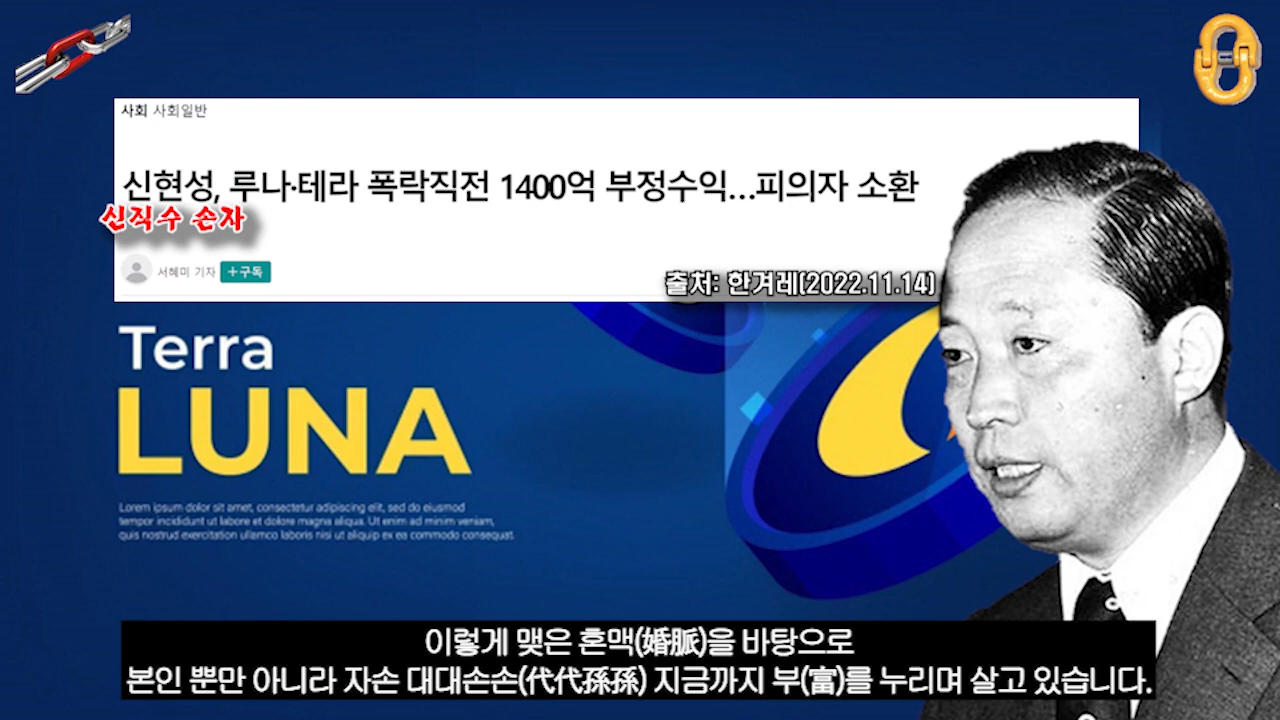 사회 사회일반
신현성, 루나·테라 폭락직전 1400억 부정수익...피의자 소환
신직수 손자
서혜미 기자 +구독
출처: 한겨레(2022.11.14)
Terra
LUNA
Lorem ipsum dolor sit amet, consectetur adipiscing elit, sed do eiusmod
tempor incididunt ut labore et dolore magna aliqua. Ut enim ad minim veniam,
quis nostrud exercitation ullamco laboris nisi ut aliquip ex ea commodo consequat.
이렇게 맺은 혼맥(婚脈)을 바탕으로
본인 뿐만 아니라 자손 대대손손(代代孫孫) 지금까지 부(富)를 누리며 살고 있습니다.